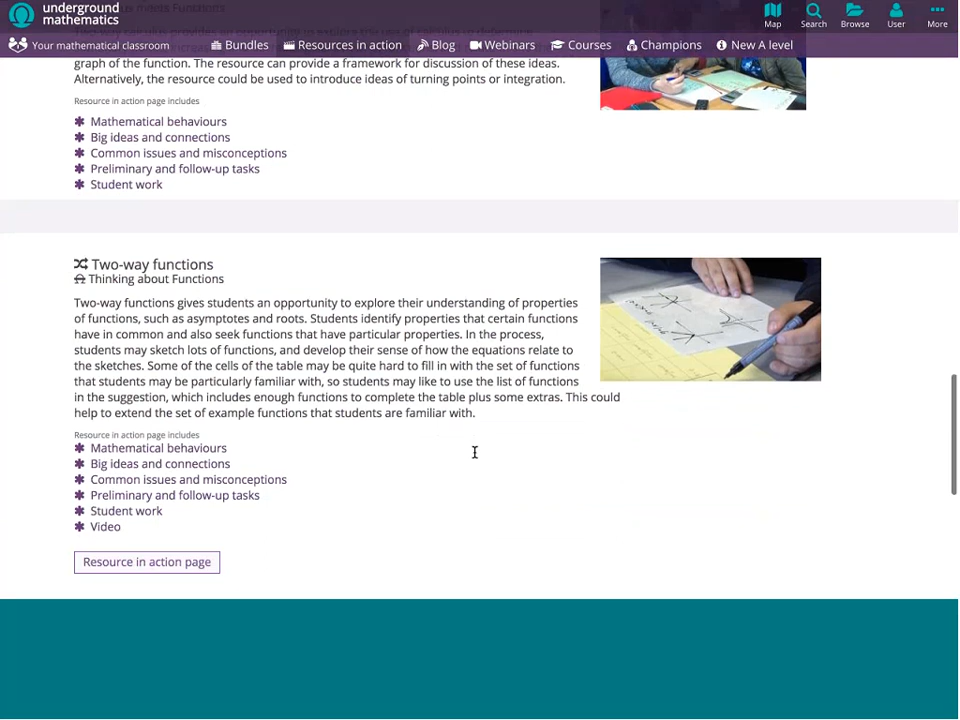 underground
mathematics
Map
Search
Browse
User
More
Your mathematical classroom
Bundles
Resources in action
Blog
Webinars
Courses
Champions
New A level
graph of the function. The resource can provide a framework for discussion of these ideas.
Alternatively, the resource could be used to introduce ideas of turning points or integration.
Resource in action page includes
Mathematical behaviours
Big ideas and connections
Common issues and misconceptions
Preliminary and follow-up tasks
Student work
Two-way functions
Thinking about Functions
Two-way functions gives students an opportunity to explore their understanding of properties
of functions, such as asymptotes and roots. Students identify properties that certain functions
have in common and also seek functions that have particular properties. In the process,
students may sketch lots of functions, and develop their sense of how the equations relate to
the sketches. Some of the cells of the table may be quite hard to fill in with the set of functions
that students may be particularly familiar with, so students may like to use the list of functions
in the suggestion, which includes enough functions to complete the table plus some extras. This could
help to extend the set of example functions that students are familiar with.
Resource in action page includes
Mathematical behaviours
Big ideas and connections
Common issues and misconceptions
Preliminary and follow-up tasks
Student work
Video
Resource in action page